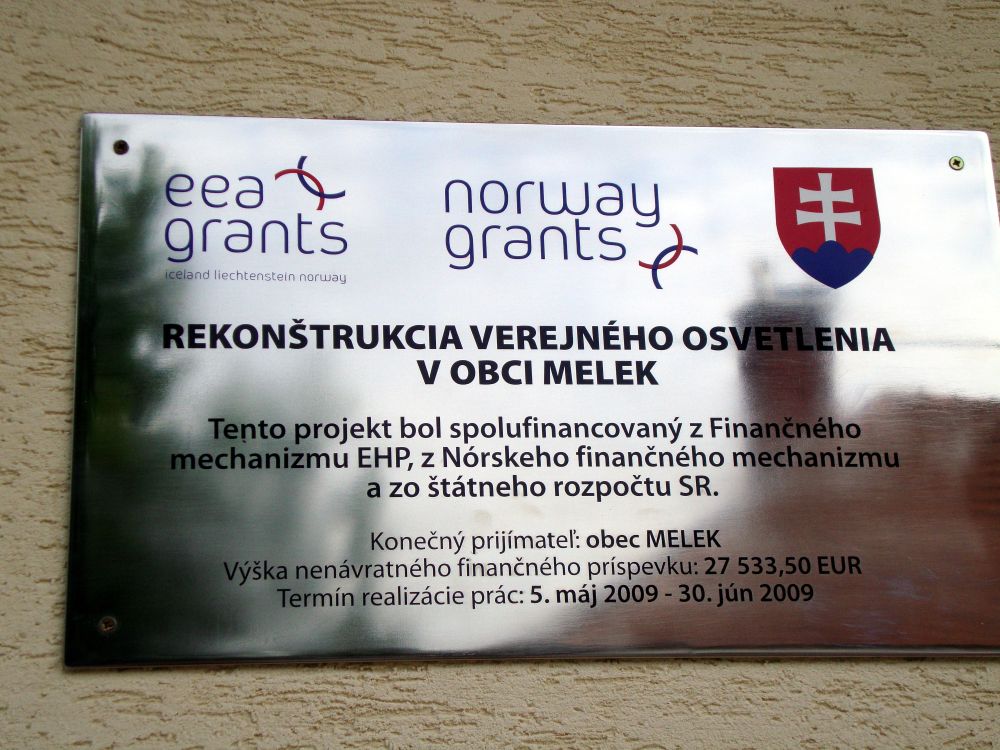 eea
grants
iceland liechtenstein norway
norway
grants
REKONŠTRUKCIA VEREJNÉHO OSVETLENIA
V OBCI MELEK
Tento projekt bol spolufinancovaný z Finančného
mechanizmu EHP, z Nórskeho finančného mechanizmu
a zo štátneho rozpočtu SR.
Konečný prijímateľ: obec MELEK
Výška nenávratného finančného príspevku: 27 533,50 EUR
Termín realizácie prác: 5. máj 2009 - 30. jún 2009